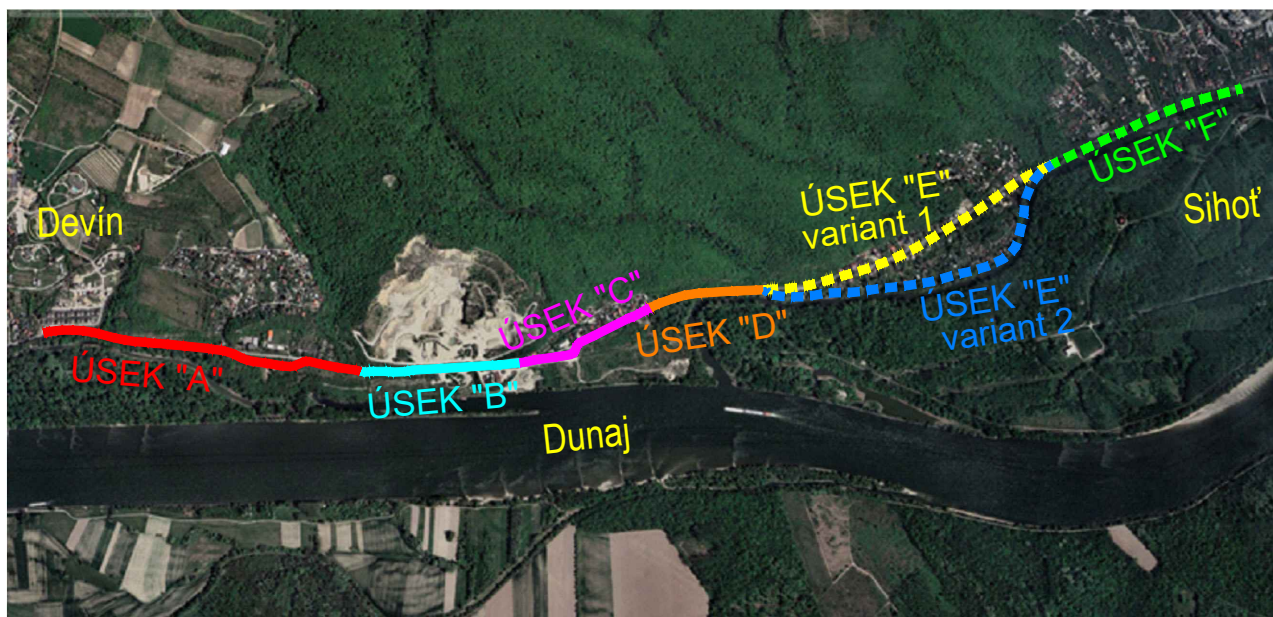 Devín
ÚSEK "A"
ÚSEK "B"
ÚSEK "C"
ÚSEK "D"
ÚSEK "E"
variant 1
ÚSEK "E"
variant 2
ÚSEK "F"
Sihoť
Dunaj